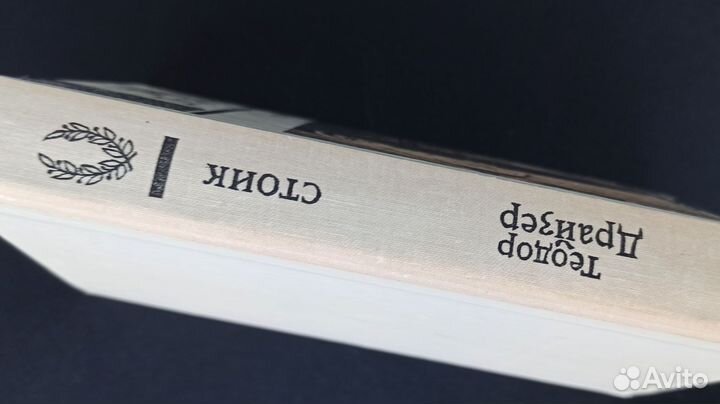 Теодор
Драйзер
стоик
Avito